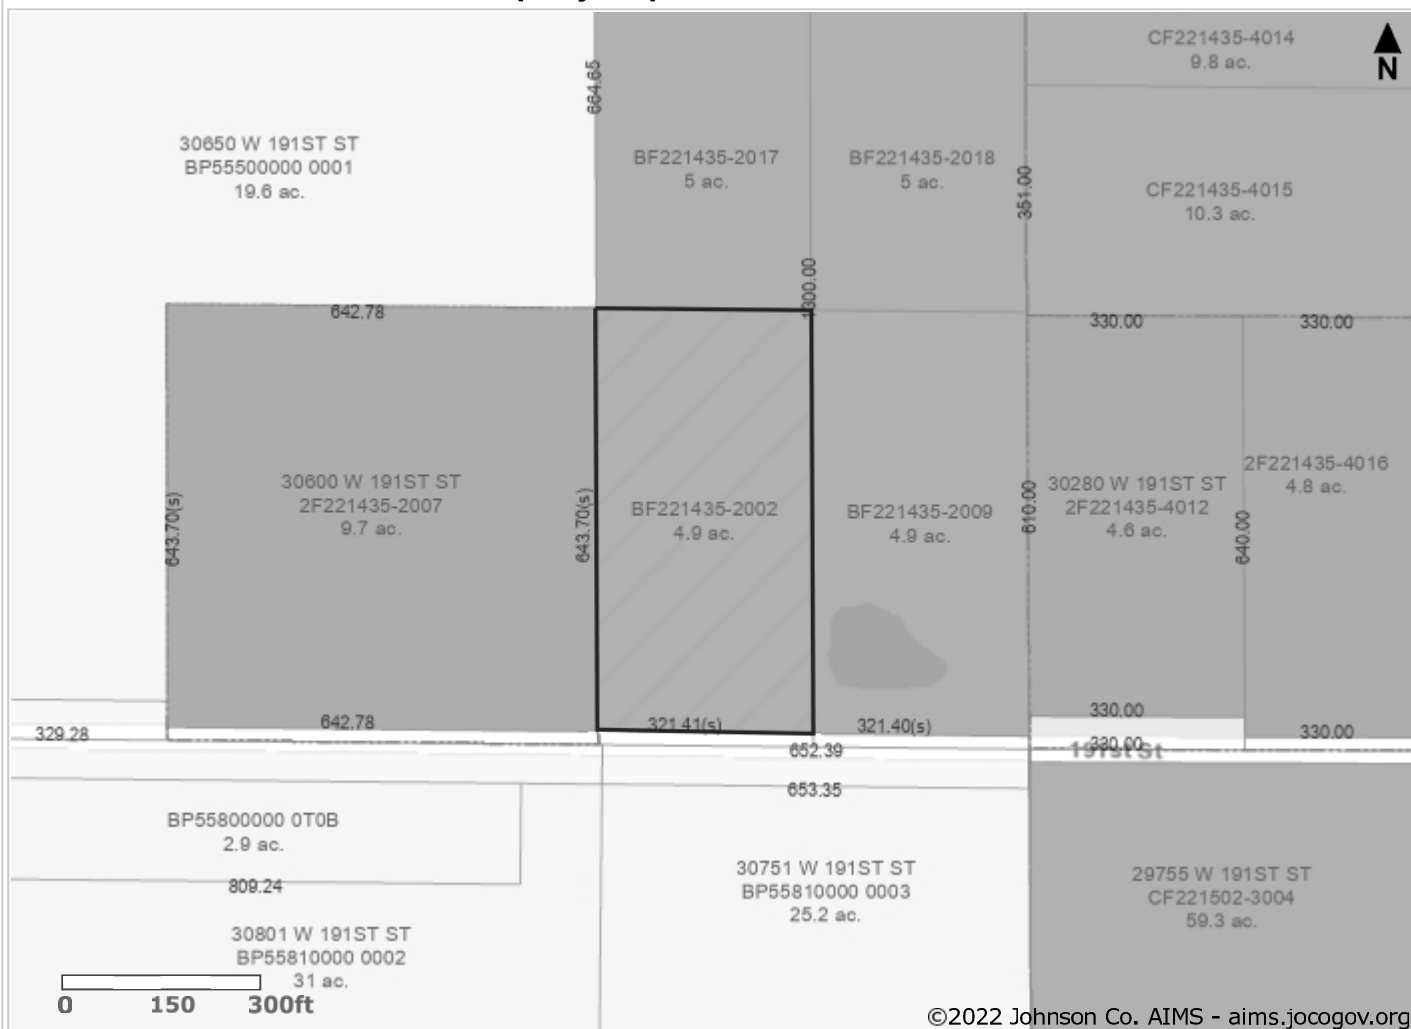 CF221435-4014
9.8 ac.
N
664.65
30650 W 191ST ST
BP55500000 0001
19.6 ac.
BF221435-2017
5 ac.
BF221435-2018
5 ac.
351.00
CF221435-4015
10.3 ac.
1300.00
642.78
330.00
330.00
30600 W 191ST ST
2F221435-2007
9.7 ac.
643.70(s)
643.70(s)
BF221435-2002
4.9 ac.
BF221435-2009
4.9 ac.
610.00
30280 W 191ST ST
2F221435-4012
4.6 ac.
640.00
2F221435-4016
4.8 ac.
329.28
642.78
321.41(s)
321.40(s)
330.00
330.00
330.00
652.39
191st St
653.35
BP55800000 0T0B
2.9 ac.
809.24
30751 W 191ST ST
BP55810000 0003
25.2 ac.
29755 W 191ST ST
CF221502-3004
59.3 ac.
30801 W 191ST ST
BP55810000 0002
31 ac.
0 150 300ft
©2022 Johnson Co. AIMS - aims.jocogov.org